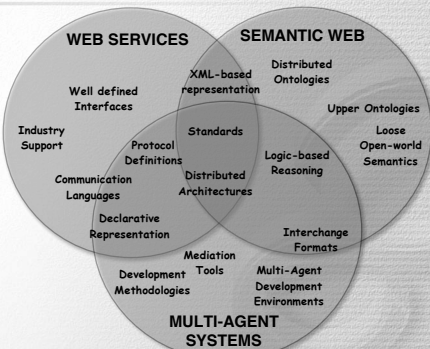 WEB SERVICES
SEMANTIC WEB
XML-based
representation
Distributed
Ontologies
Well defined
Interfaces
Upper Ontologies
Industry
Support
Standards
Loose
Open-world
Semantics
Protocol
Definitions
Logic-based
Reasoning
Distributed
Architectures
Communication
Languages
Declarative
Representation
Interchange
Formats
Mediation
Tools
Development
Methodologies
Multi-Agent
Development
Environments
MULTI-AGENT
SYSTEMS